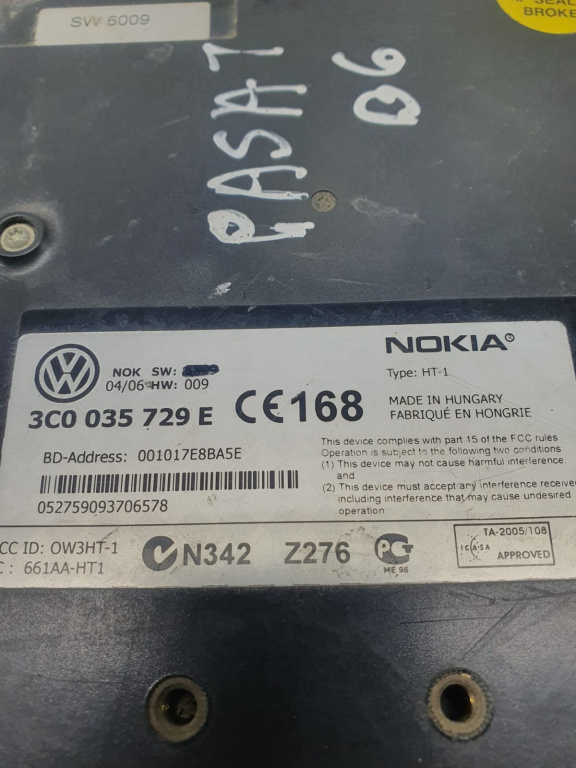 SW 6009
SEAL
BROKE
PASAT
06
NOK SW:
04/06 HW: 009
3C0 035 729 E
CE168
NOKIA
Type: HT-1
MADE IN HUNGARY
FABRIQUÉ EN HONGRIE
BD-Address: 001017E8BA5E
052759093706578
This device complies with part 15 of the FCC rules
Operation is subject to the following two conditions
(1) This device may not cause harmful interference
and
(2) This device must accept any interference receive
including interference that may cause undesired
operation
CC ID: OW3HT-1
C : 661AA-HT1
N342
Z276
ME 96
TA-2005/108
ICASA
APPROVED